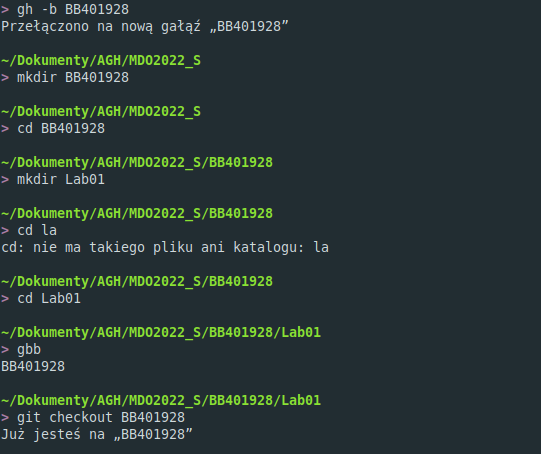 > gh -b BB401928
Przełączono na nową gałąź „BB401928”
~/Dokumenty/AGH/MDO2022_S
> mkdir BB401928
~/Dokumenty/AGH/MDO2022_S
> cd BB401928
~/Dokumenty/AGH/MDO2022_S/BB401928
> mkdir Lab01
~/Dokumenty/AGH/MDO2022_S/BB401928
> cd la
cd: nie ma takiego pliku ani katalogu: la
~/Dokumenty/AGH/MDO2022_S/BB401928
> cd Lab01
~/Dokumenty/AGH/MDO2022_S/BB401928/Lab01
> gbb
BB401928
~/Dokumenty/AGH/MDO2022_S/BB401928/Lab01
> git checkout BB401928
Już jesteś na „BB401928”